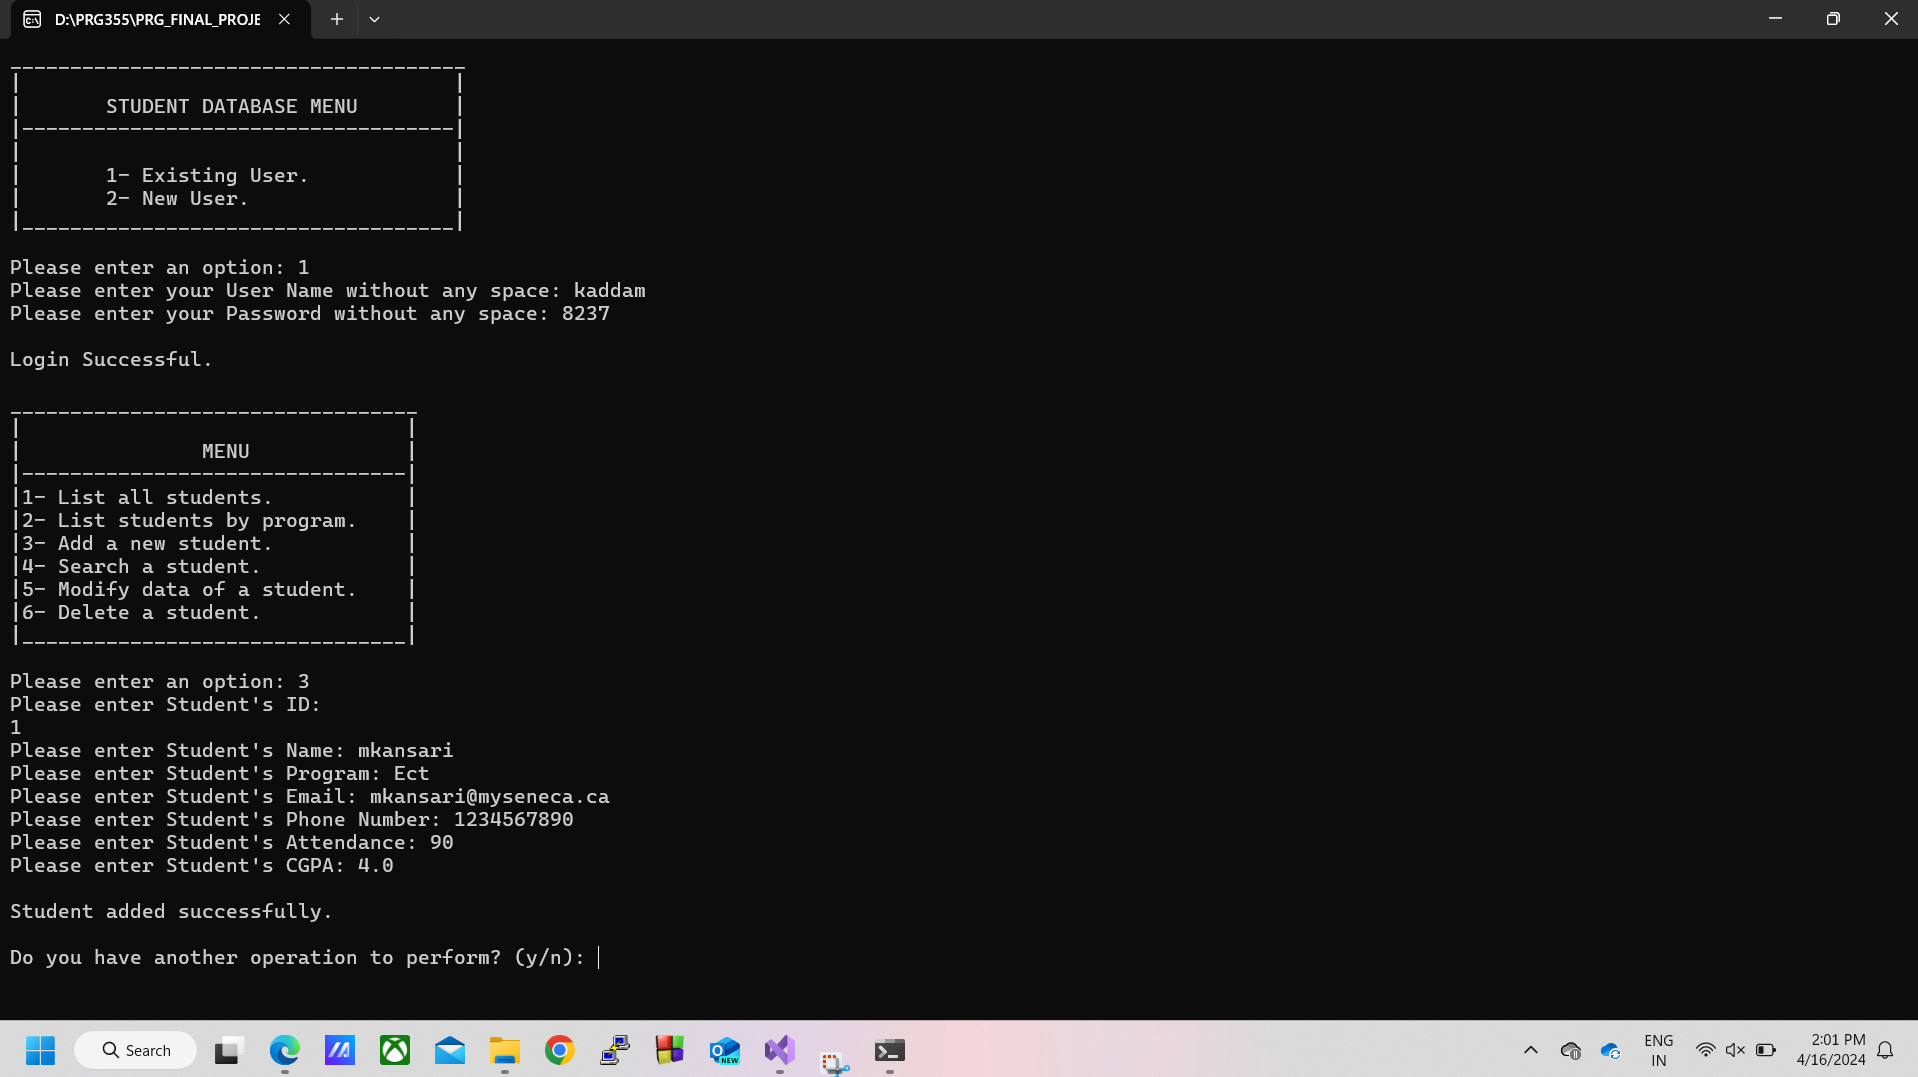 D:\PRG355\PRG_FINAL_PROJE
STUDENT DATABASE MENU
1- Existing User.
2- New User.
Please enter an option: 1
Please enter your User Name without any space: kaddam
Please enter your Password without any space: 8237
Login Successful.
MENU
1- List all students.
2- List students by program.
3- Add a new student.
4- Search a student.
5- Modify data of a student.
6- Delete a student.
Please enter an option: 3
Please enter Student's ID:
1
Please enter Student's Name: mkansari
Please enter Student's Program: Ect
Please enter Student's Email: mkansari@myseneca.ca
Please enter Student's Phone Number: 1234567890
Please enter Student's Attendance: 90
Please enter Student's CGPA: 4.0
Student added successfully.
Do you have another operation to perform? (y/n):
Search
NEW
ENG
IN
2:01 PM
4/16/2024